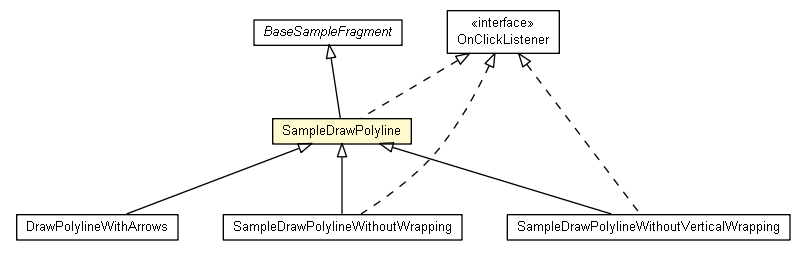 BaseSampleFragment
«interface»
OnClickListener
SampleDrawPolyline
DrawPolylineWithArrows
SampleDrawPolylineWithoutWrapping
SampleDrawPolylineWithoutVerticalWrapping